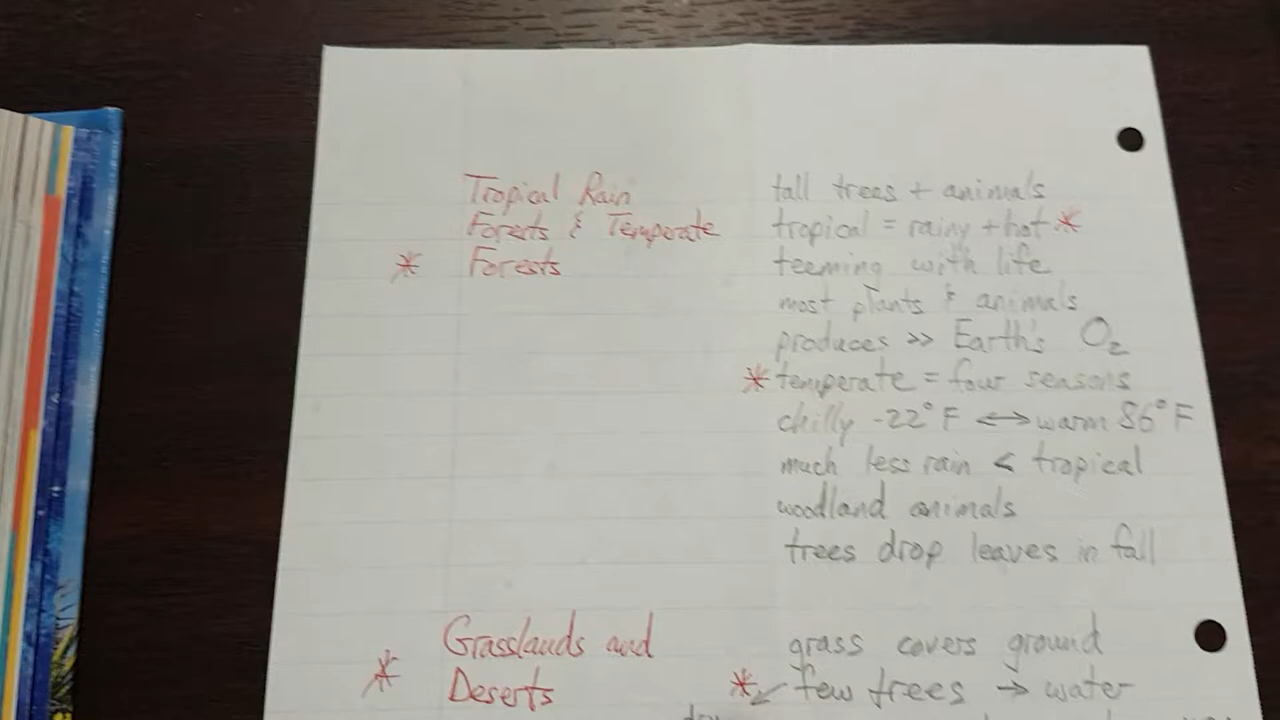 Tropical Rain
Forests & Temperate
* Forests
tall trees + animals
tropical = rainy + hot *
teeming with life
most plants & animals
produces >> Earth's O₂
* temperate = four seasons
chilly -22° F ↔ warm 86° F
much less rain < tropical
woodland animals
trees drop leaves in fall
Grasslands and
* Deserts
grass covers ground
* ↙ few trees → water